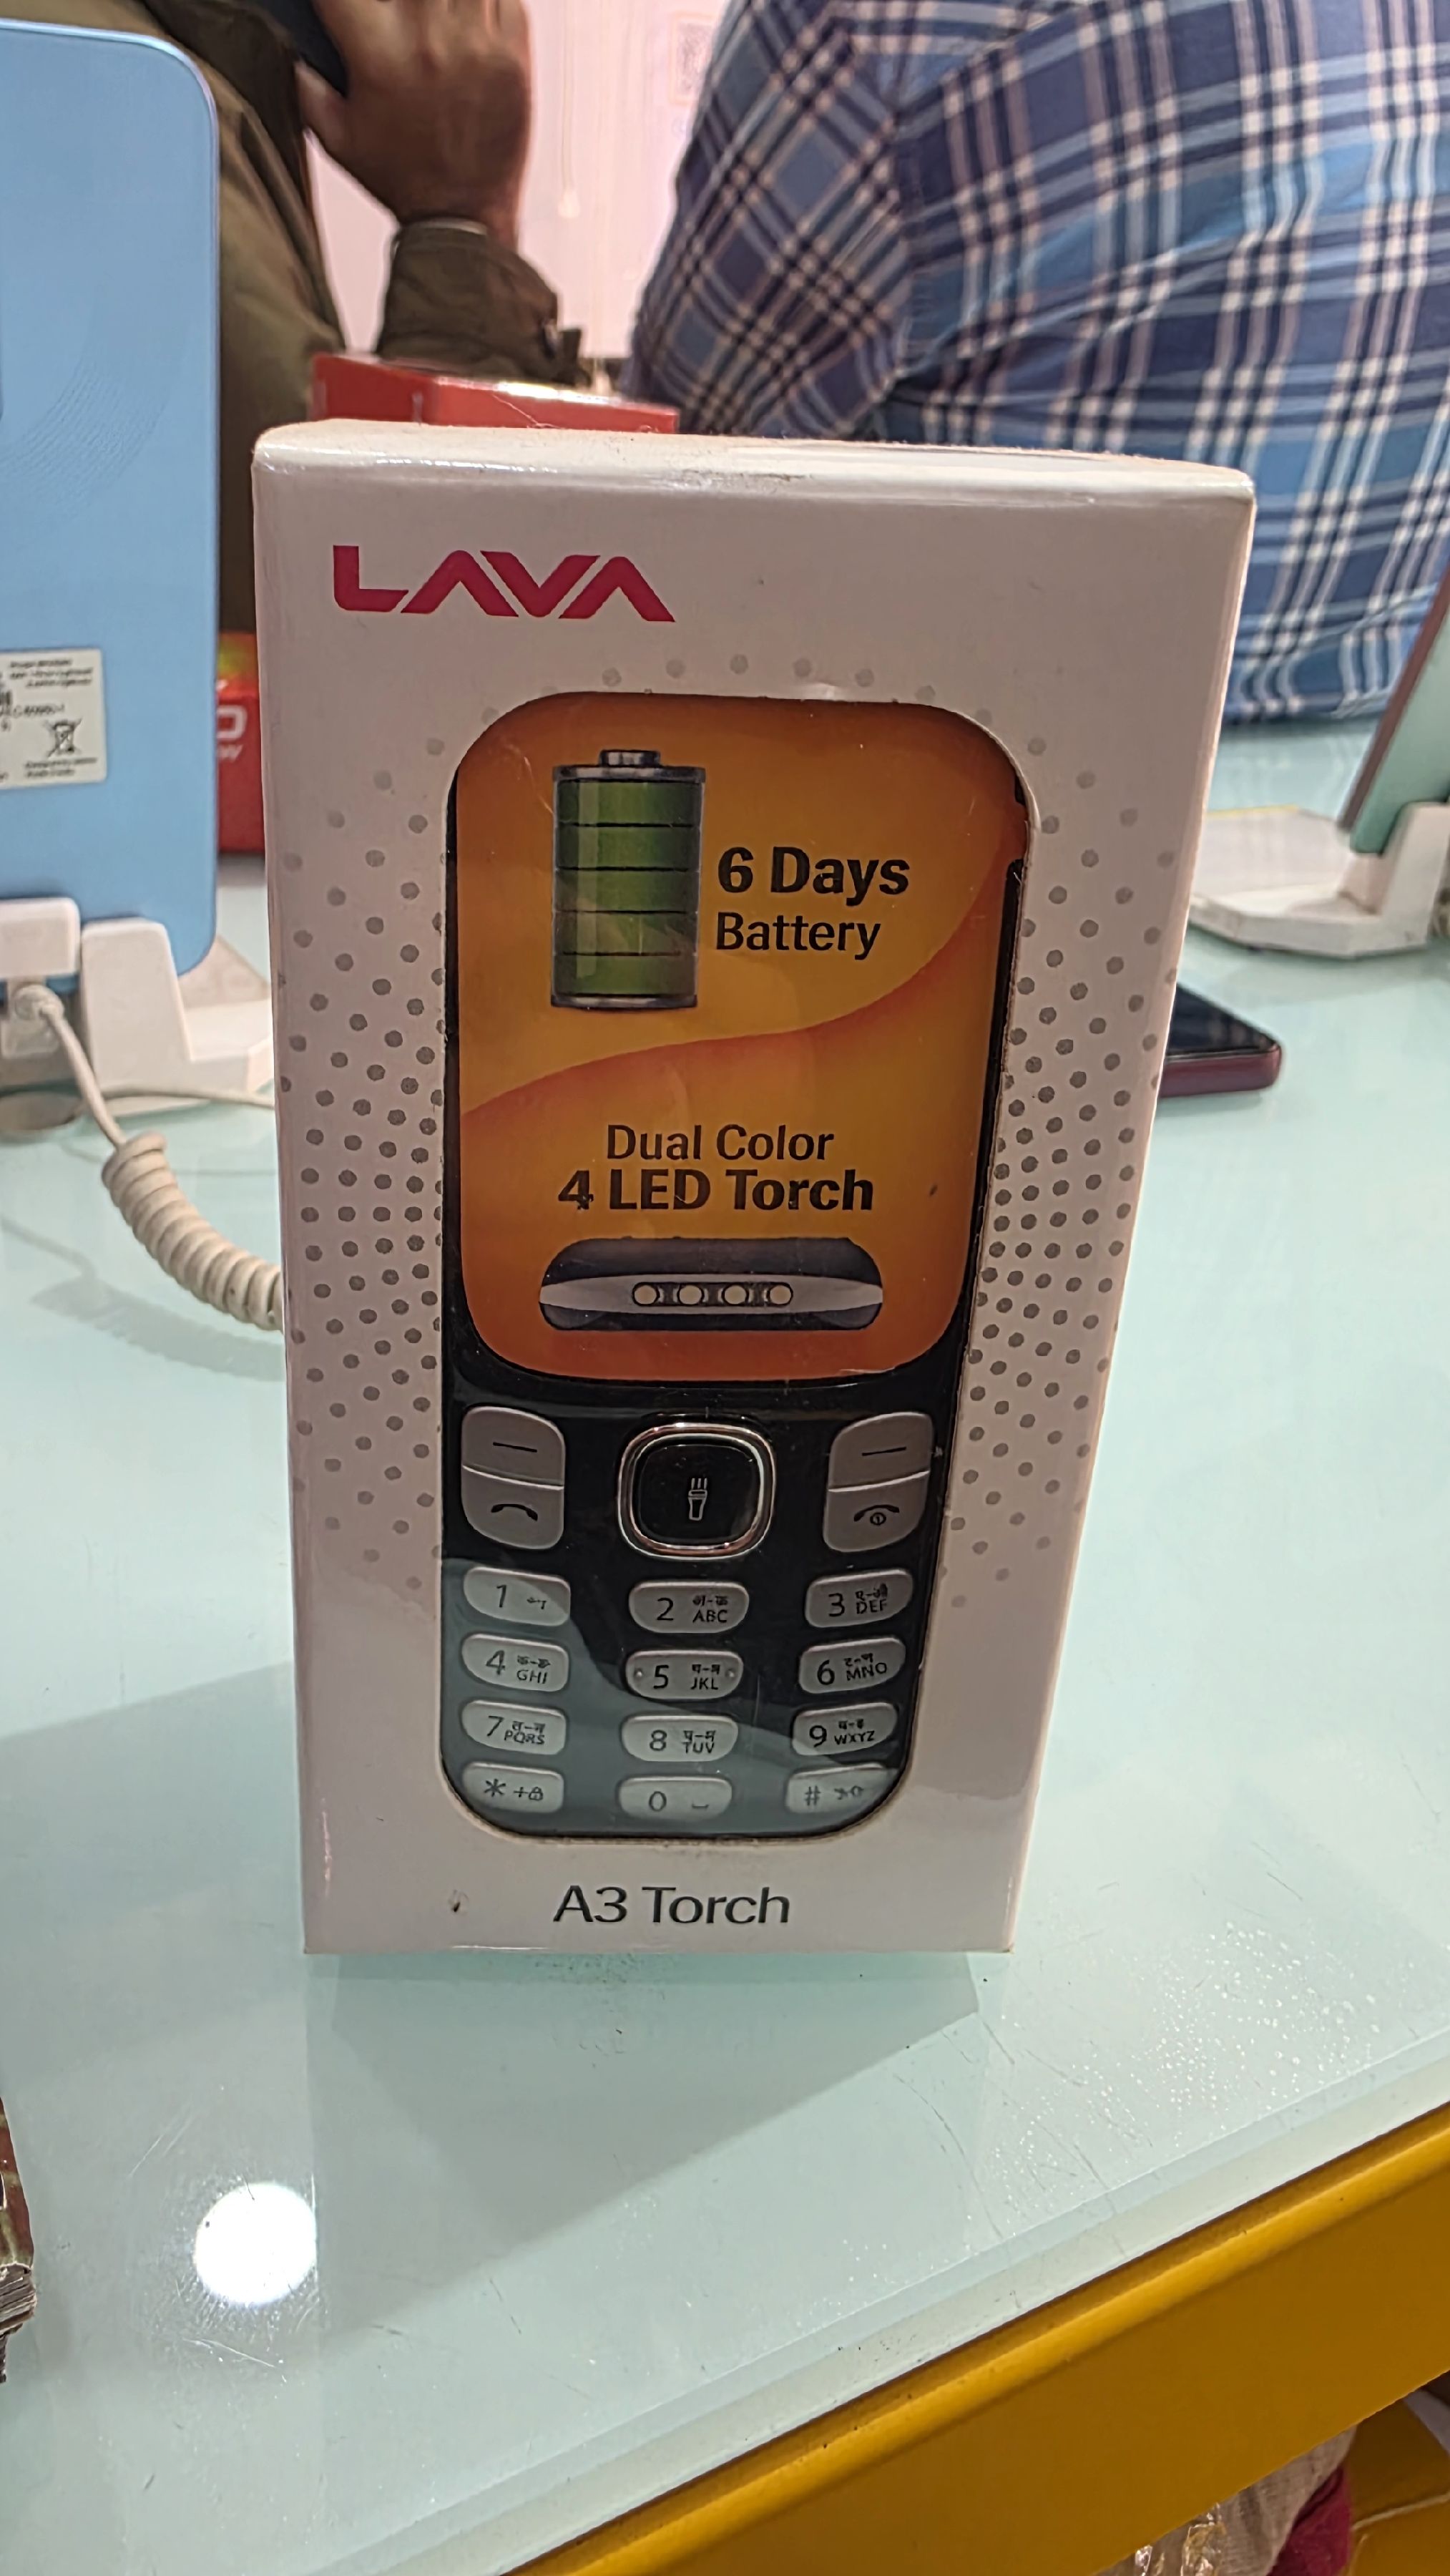 LAVA
6 Days
Battery
Dual Color
4 LED Torch
1
2 ABC
3 DEF
4 GHI
5 JKL
6 MNO
7 PQRS
8 TUV
9 WXYZ
* +
0
#
A3 Torch